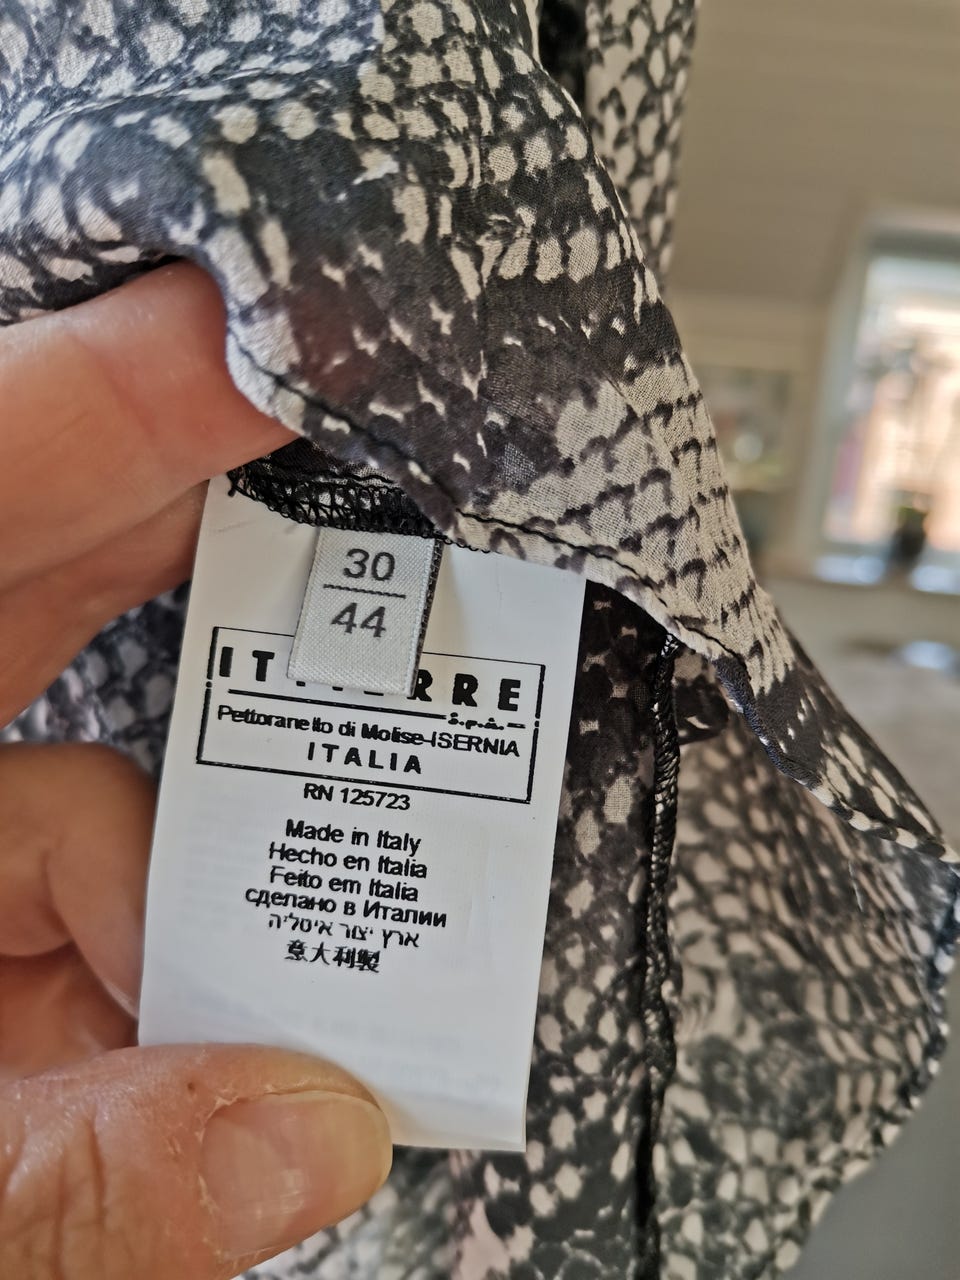 30
44
S.p.A.
Pettoranello di Molise-ISERNIA
ITALIA
RN 125723
Made in Italy
Hecho en Italia
Feito em Italia
сделано в Италии
ארץ יצור איטליה
意大利製